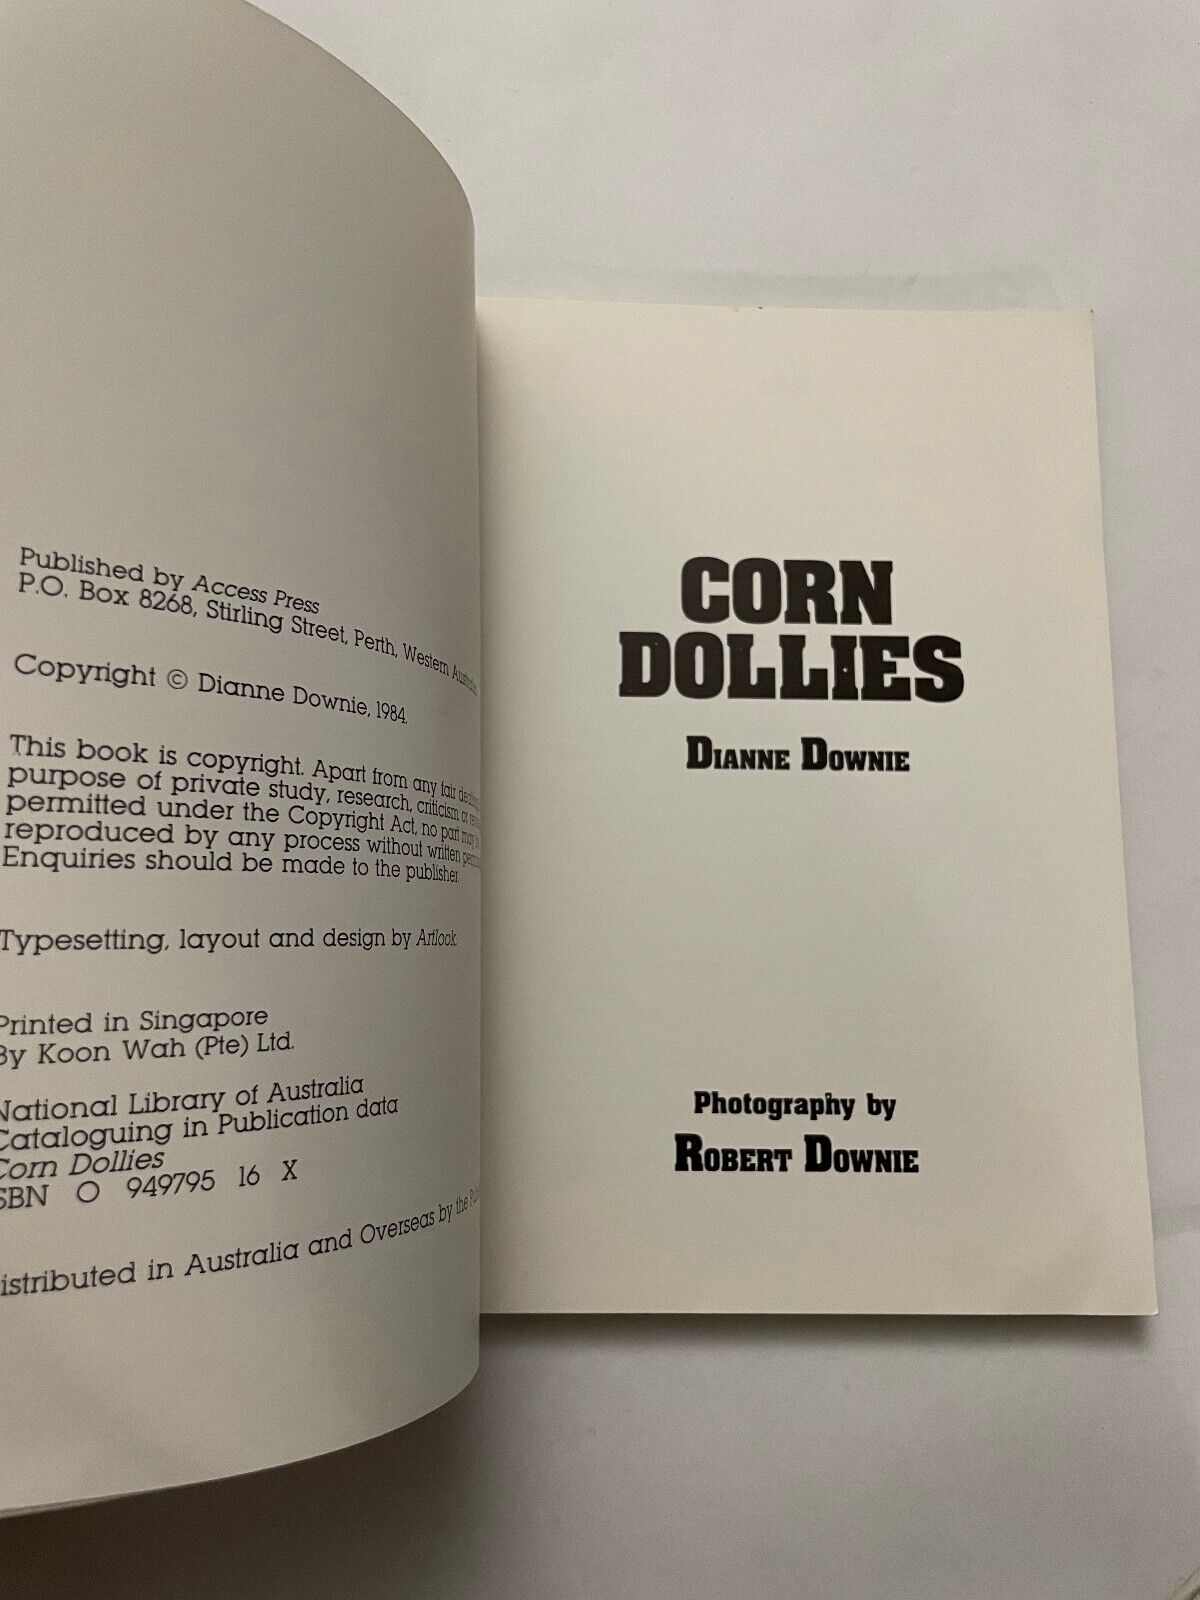 Published by Access Press
P.O. Box 8268, Stirling Street, Perth, Western
Copyright © Dianne Downie, 1984.
This book is copyright. Apart from any fair
purpose of private study, research, criticism or
permitted under the Copyright Act, no part may
reproduced by any process without written
Enquiries should be made to the publisher.
Typesetting, layout and design by Artlook.
Printed in Singapore
By Koon Wah (Pte) Ltd.
National Library of Australia
Cataloguing in Publication data
Corn Dollies
SBN O 949795 16 X
istributed in Australia and Overseas by the
CORN
DOLLIES
DIANNE DOWNIE
Photography by
ROBERT DOWNIE